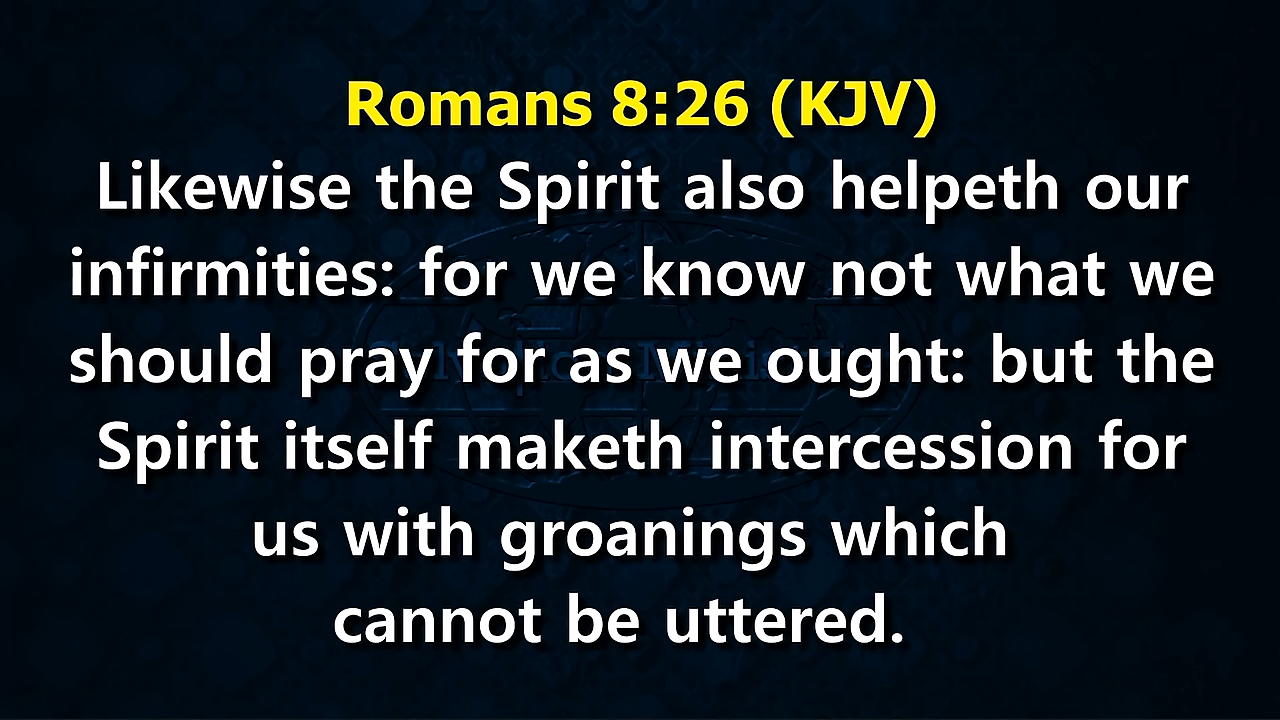 Romans 8:26 (KJV)
Likewise the Spirit also helpeth our
infirmities: for we know not what we
should pray for as we ought: but the
Spirit itself maketh intercession for
us with groanings which
cannot be uttered.